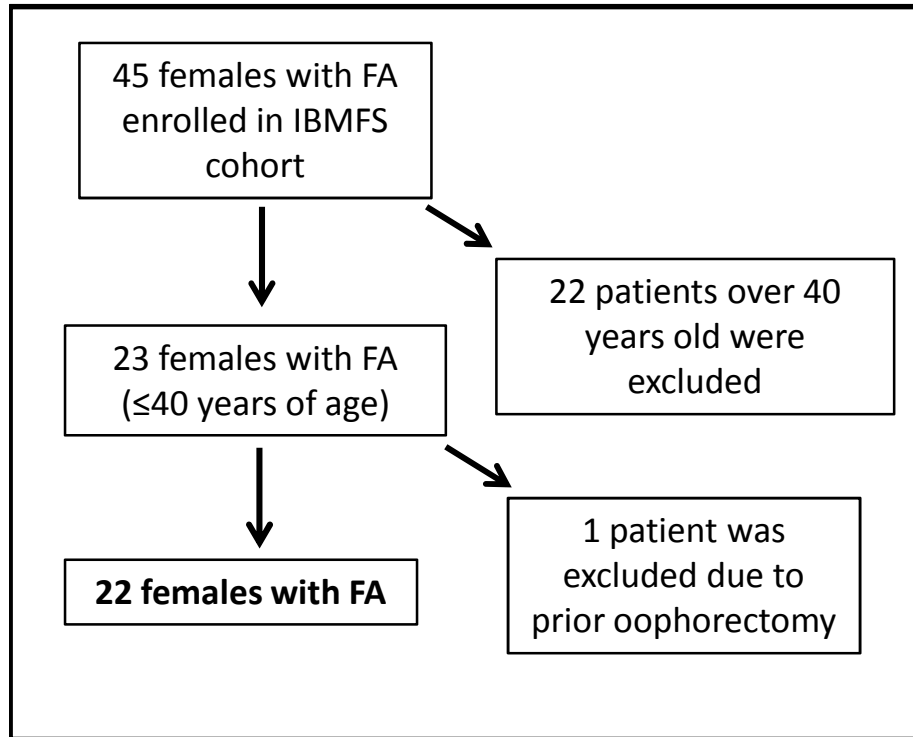 45 females with FA
enrolled in IBMFS
cohort
22 patients over 40
years old were
excluded
23 females with FA
(≤40 years of age)
1 patient was
excluded due to
prior oophorectomy
22 females with FA